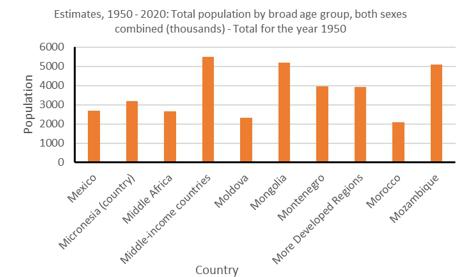 Estimates, 1950 - 2020: Total population by broad age group, both sexes
combined (thousands) - Total for the year 1950
6000
5000
4000
3000
2000
1000
0
Population
Mexico
Micronesia (country)
Middle Africa
Middle-income countries
Moldova
Mongolia
Montenegro
More Developed Regions
Morocco
Mozambique
Country